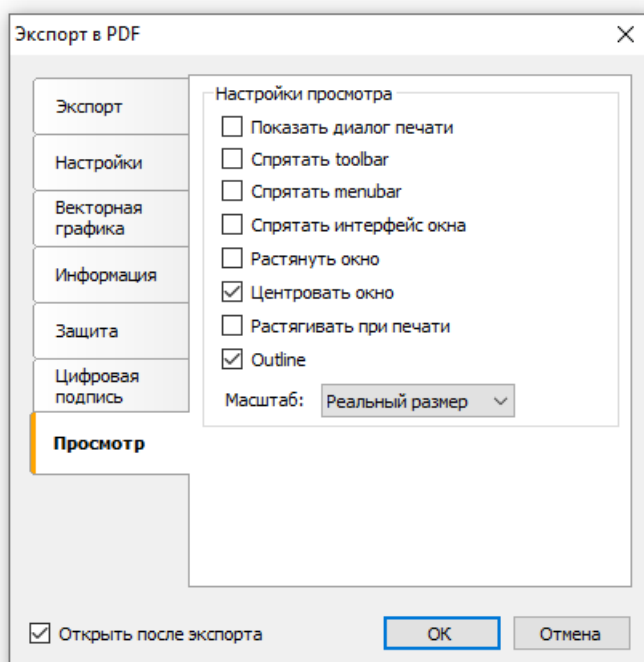 Экспорт в PDF
Экспорт
Настройки
Векторная
графика
Информация
Защита
Цифровая
подпись
Просмотр
Настройки просмотра
Показать диалог печати
Спрятать toolbar
Спрятать menubar
Спрятать интерфейс окна
Растянуть окно
Центровать окно
Растягивать при печати
Outline
Масштаб: Реальный размер
Открыть после экспорта
OK
Отмена